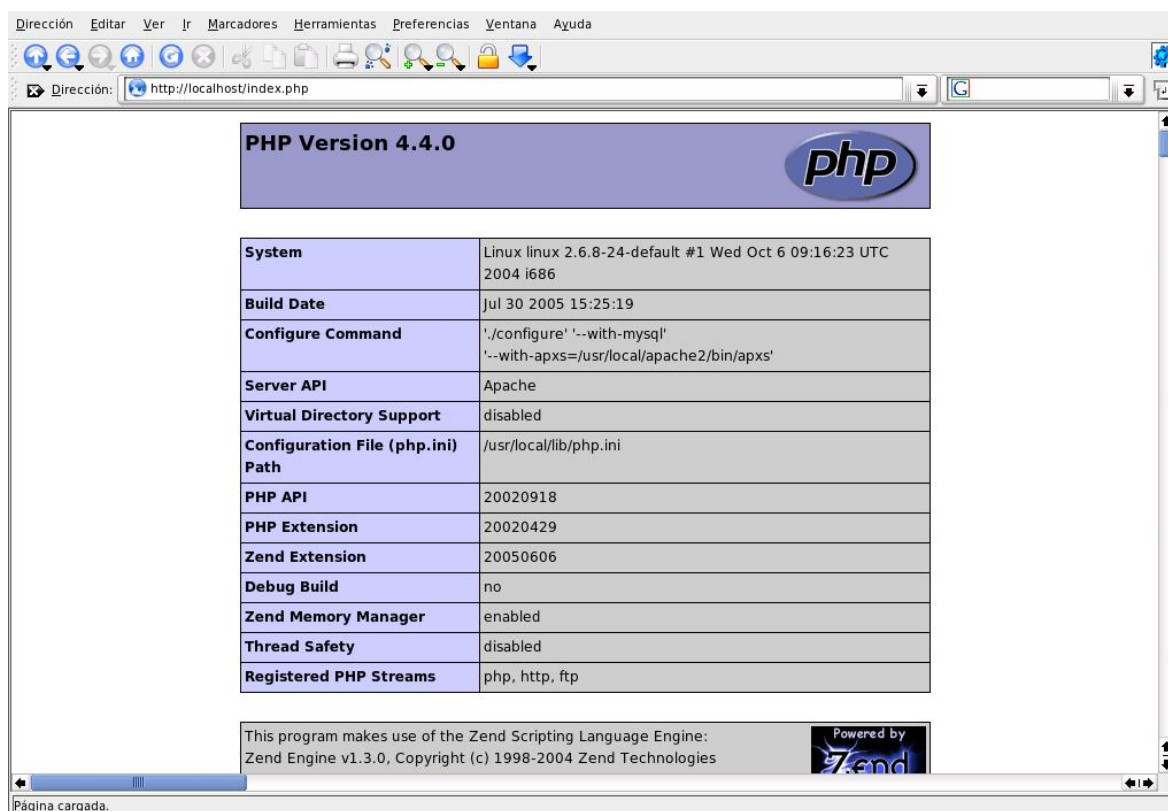 Dirección Editar Ver Ir Marcadores Herramientas Preferencias Ventana Ayuda
Dirección: http://localhost/index.php
G
PHP Version 4.4.0
php
System Linux linux 2.6.8-24-default #1 Wed Oct 6 09:16:23 UTC
2004 i686
Build Date Jul 30 2005 15:25:19
Configure Command './configure' '--with-mysql'
'--with-apxs=/usr/local/apache2/bin/apxs'
Server API Apache
Virtual Directory Support disabled
Configuration File (php.ini) /usr/local/lib/php.ini
Path
PHP API 20020918
PHP Extension 20020429
Zend Extension 20050606
Debug Build no
Zend Memory Manager enabled
Thread Safety disabled
Registered PHP Streams php, http, ftp
This program makes use of the Zend Scripting Language Engine:
Zend Engine v1.3.0, Copyright (c) 1998-2004 Zend Technologies
Powered by
Zend
Página cargada.